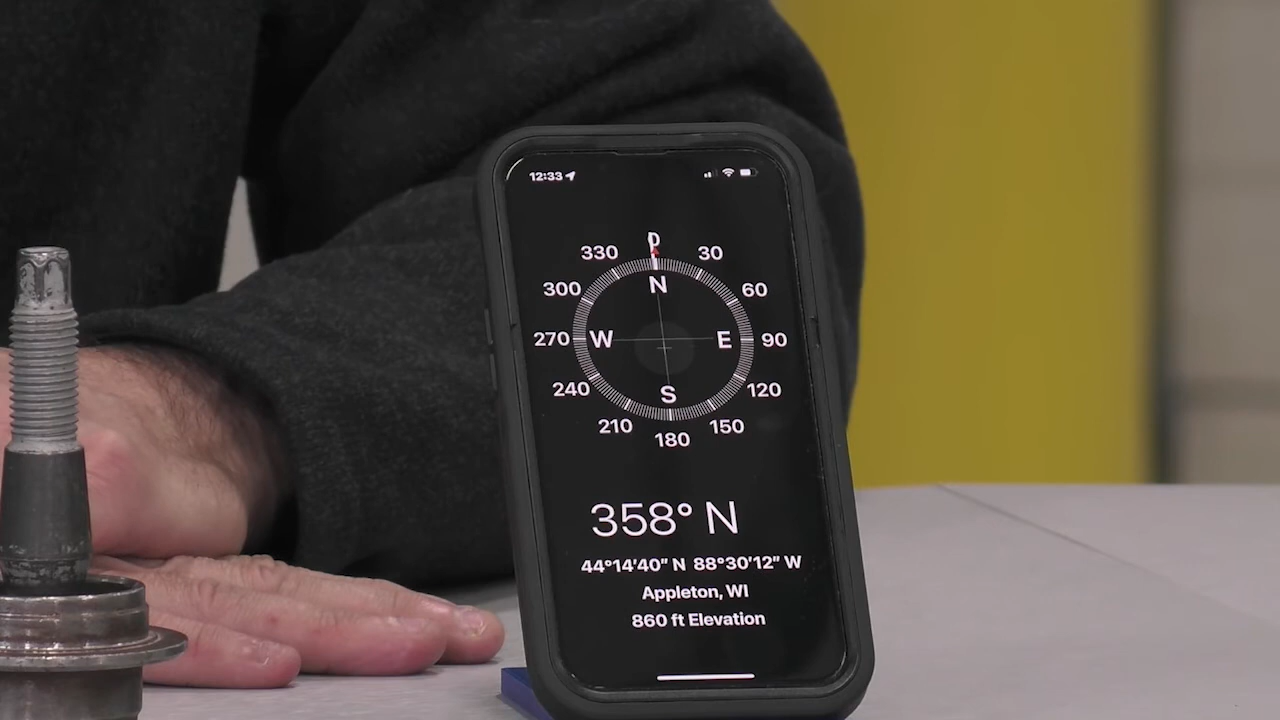 12:33
0
330 30
N
300 60
270 W E 90
240 120
S
210 150
180
358° N
44°14'40" N 88°30'12" W
Appleton, WI
860 ft Elevation